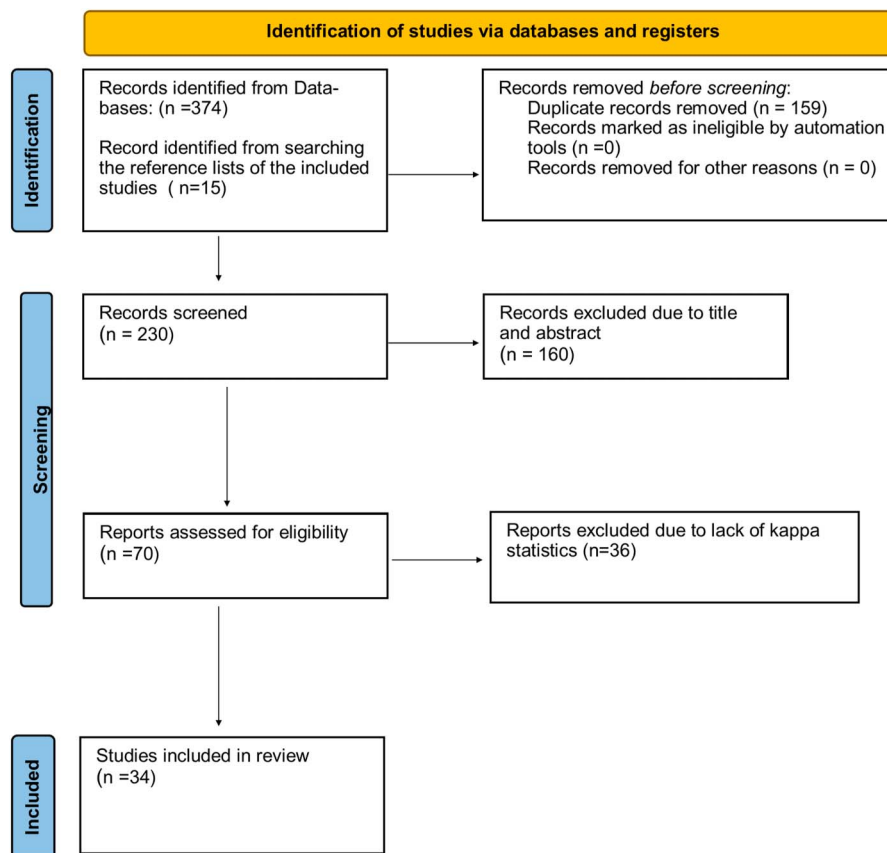 Identification of studies via databases and registers
Identification
Records identified from Data-
bases: (n =374)
Record identified from searching
the reference lists of the included
studies  ( n=15)
Records removed before screening:
Duplicate records removed (n = 159)
Records marked as ineligible by automation
tools (n =0)
Records removed for other reasons (n = 0)
Screening
Records screened
(n = 230)
Records excluded due to title
and abstract
(n = 160)
Reports assessed for eligibility
(n =70)
Reports excluded due to lack of kappa
statistics (n=36)
Included
Studies included in review
(n =34)